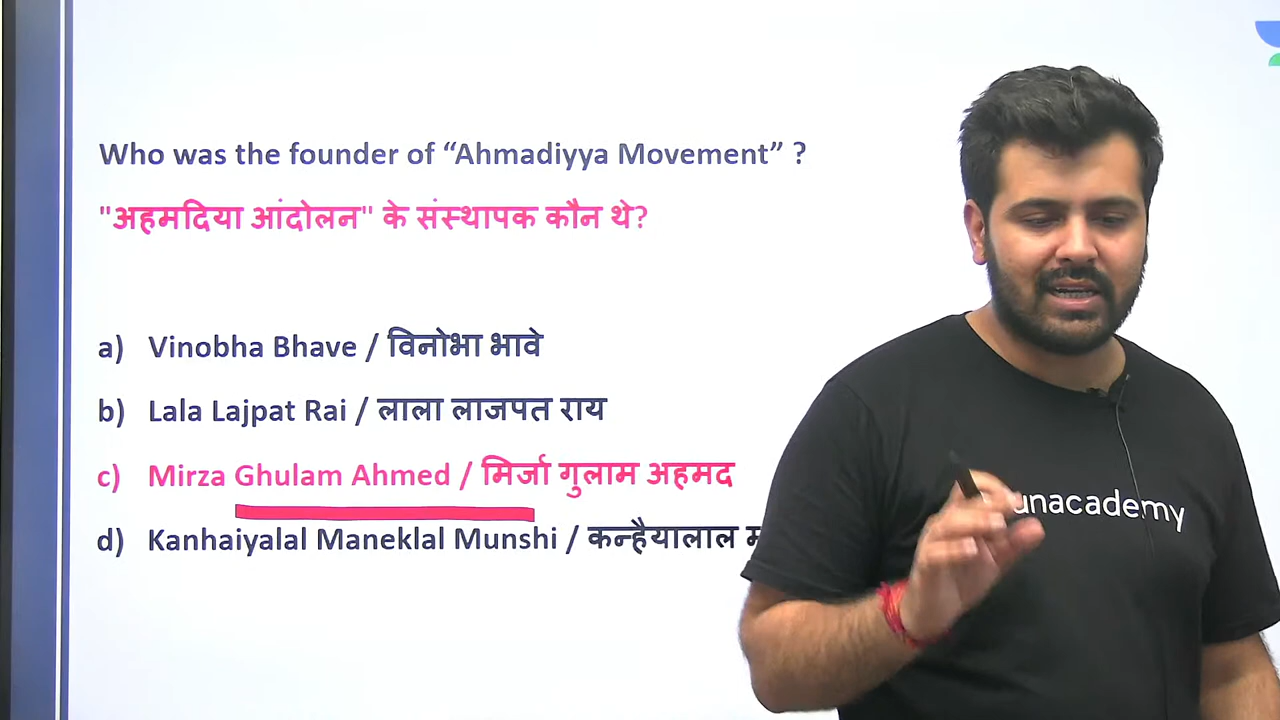 Who was the founder of “Ahmadiyya Movement” ?
"अहमदिया आंदोलन" के संस्थापक कौन थे?
a) Vinobha Bhave / विनोभा भावे
b) Lala Lajpat Rai / लाला लाजपत राय
c) Mirza Ghulam Ahmed / मिर्जा गुलाम अहमद
d) Kanhaiyalal Maneklal Munshi / कन्हैयालाल
unacademy